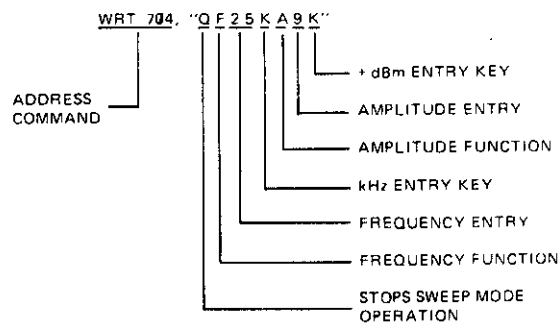 WRT 704, "QF25KA9K"
+ dBm ENTRY KEY
ADDRESS
COMMAND
AMPLITUDE ENTRY
AMPLITUDE FUNCTION
kHz ENTRY KEY
FREQUENCY ENTRY
FREQUENCY FUNCTION
STOPS SWEEP MODE
OPERATION